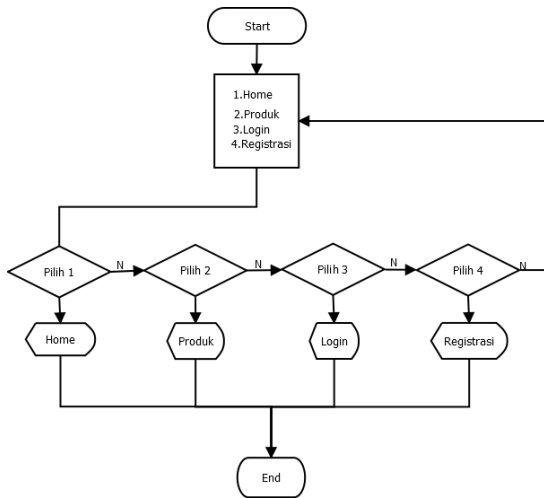 Start
1.Home
2.Produk
3.Login
4.Registrasi
Pilih 1
N
Pilih 2
N
Pilih 3
N
Pilih 4
N
Home
Produk
Login
Registrasi
End